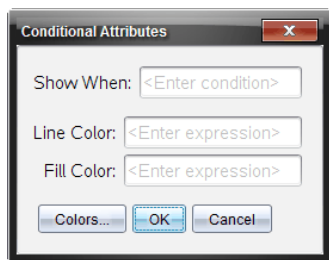 Conditional Attributes
Show When: <Enter condition>
Line Color: <Enter expression>
Fill Color: <Enter expression>
Colors... OK Cancel